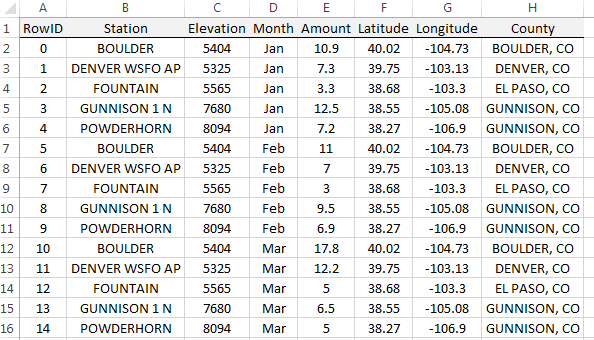 A B C D E F G H
1 RowID Station Elevation Month Amount Latitude Longitude County
2 0 BOULDER 5404 Jan 10.9 40.02 -104.73 BOULDER, CO
3 1 DENVER WSFO AP 5325 Jan 7.3 39.75 -103.13 DENVER, CO
4 2 FOUNTAIN 5565 Jan 3.3 38.68 -103.3 EL PASO, CO
5 3 GUNNISON 1 N 7680 Jan 12.5 38.55 -105.08 GUNNISON, CO
6 4 POWDERHORN 8094 Jan 7.2 38.27 -106.9 GUNNISON, CO
7 5 BOULDER 5404 Feb 11 40.02 -104.73 BOULDER, CO
8 6 DENVER WSFO AP 5325 Feb 7 39.75 -103.13 DENVER, CO
9 7 FOUNTAIN 5565 Feb 3 38.68 -103.3 EL PASO, CO
10 8 GUNNISON 1 N 7680 Feb 9.5 38.55 -105.08 GUNNISON, CO
11 9 POWDERHORN 8094 Feb 6.9 38.27 -106.9 GUNNISON, CO
12 10 BOULDER 5404 Mar 17.8 40.02 -104.73 BOULDER, CO
13 11 DENVER WSFO AP 5325 Mar 12.2 39.75 -103.13 DENVER, CO
14 12 FOUNTAIN 5565 Mar 5 38.68 -103.3 EL PASO, CO
15 13 GUNNISON 1 N 7680 Mar 6.5 38.55 -105.08 GUNNISON, CO
16 14 POWDERHORN 8094 Mar 5 38.27 -106.9 GUNNISON, CO